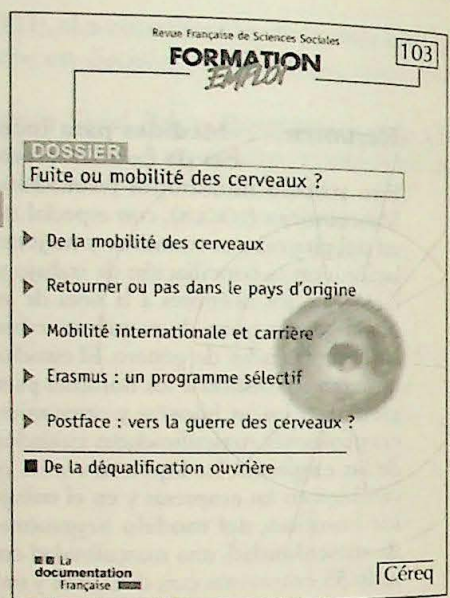 Revue Française de Sciences Sociales
103
FORMATION
EMPLOI
DOSSIER
Fuite ou mobilité des cerveaux ?
De la mobilité des cerveaux
Retourner ou pas dans le pays d'origine
Mobilité internationale et carrière
Erasmus : un programme sélectif
Postface : vers la guerre des cerveaux ?
De la déqualification ouvrière
La
documentation
Française
Céreq